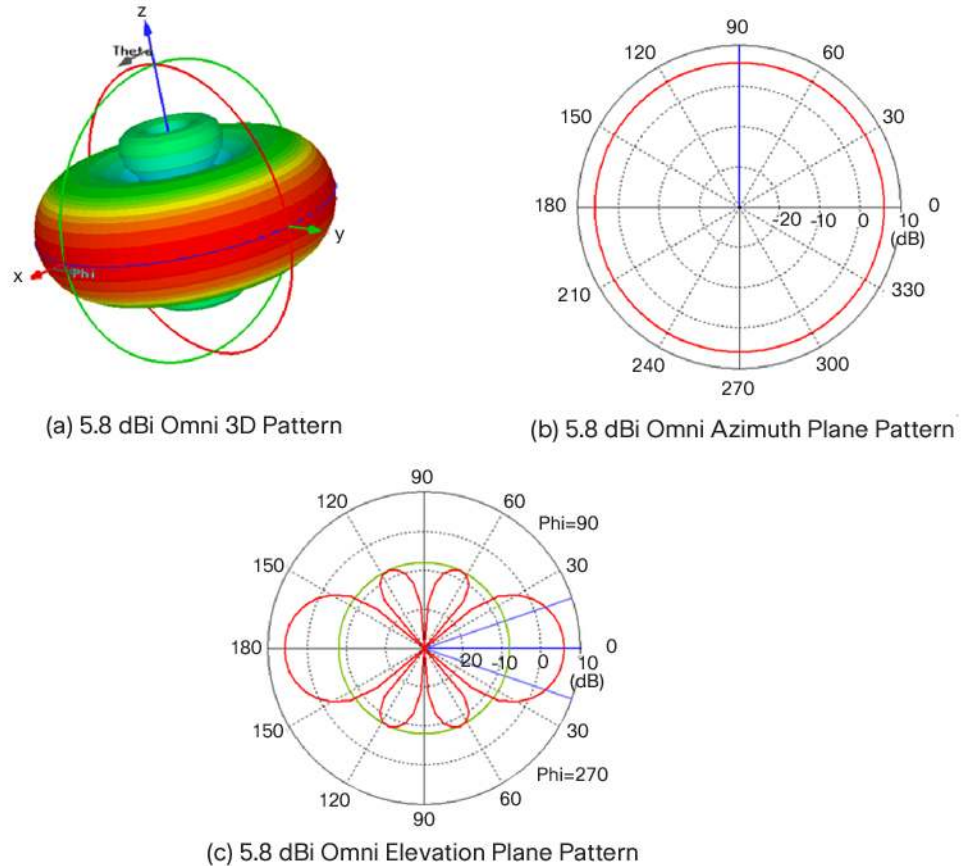 z
Theta
y
x
Phi
(a) 5.8 dBi Omni 3D Pattern
90
120
60
150
30
180
-20 -10 0 10
0
(dB)
210
330
240
300
270
(b) 5.8 dBi Omni Azimuth Plane Pattern
90
120
60
Phi=90
150
30
180
20 -10 0 10
0
(dB)
150
30
Phi=270
120
60
90
(c) 5.8 dBi Omni Elevation Plane Pattern